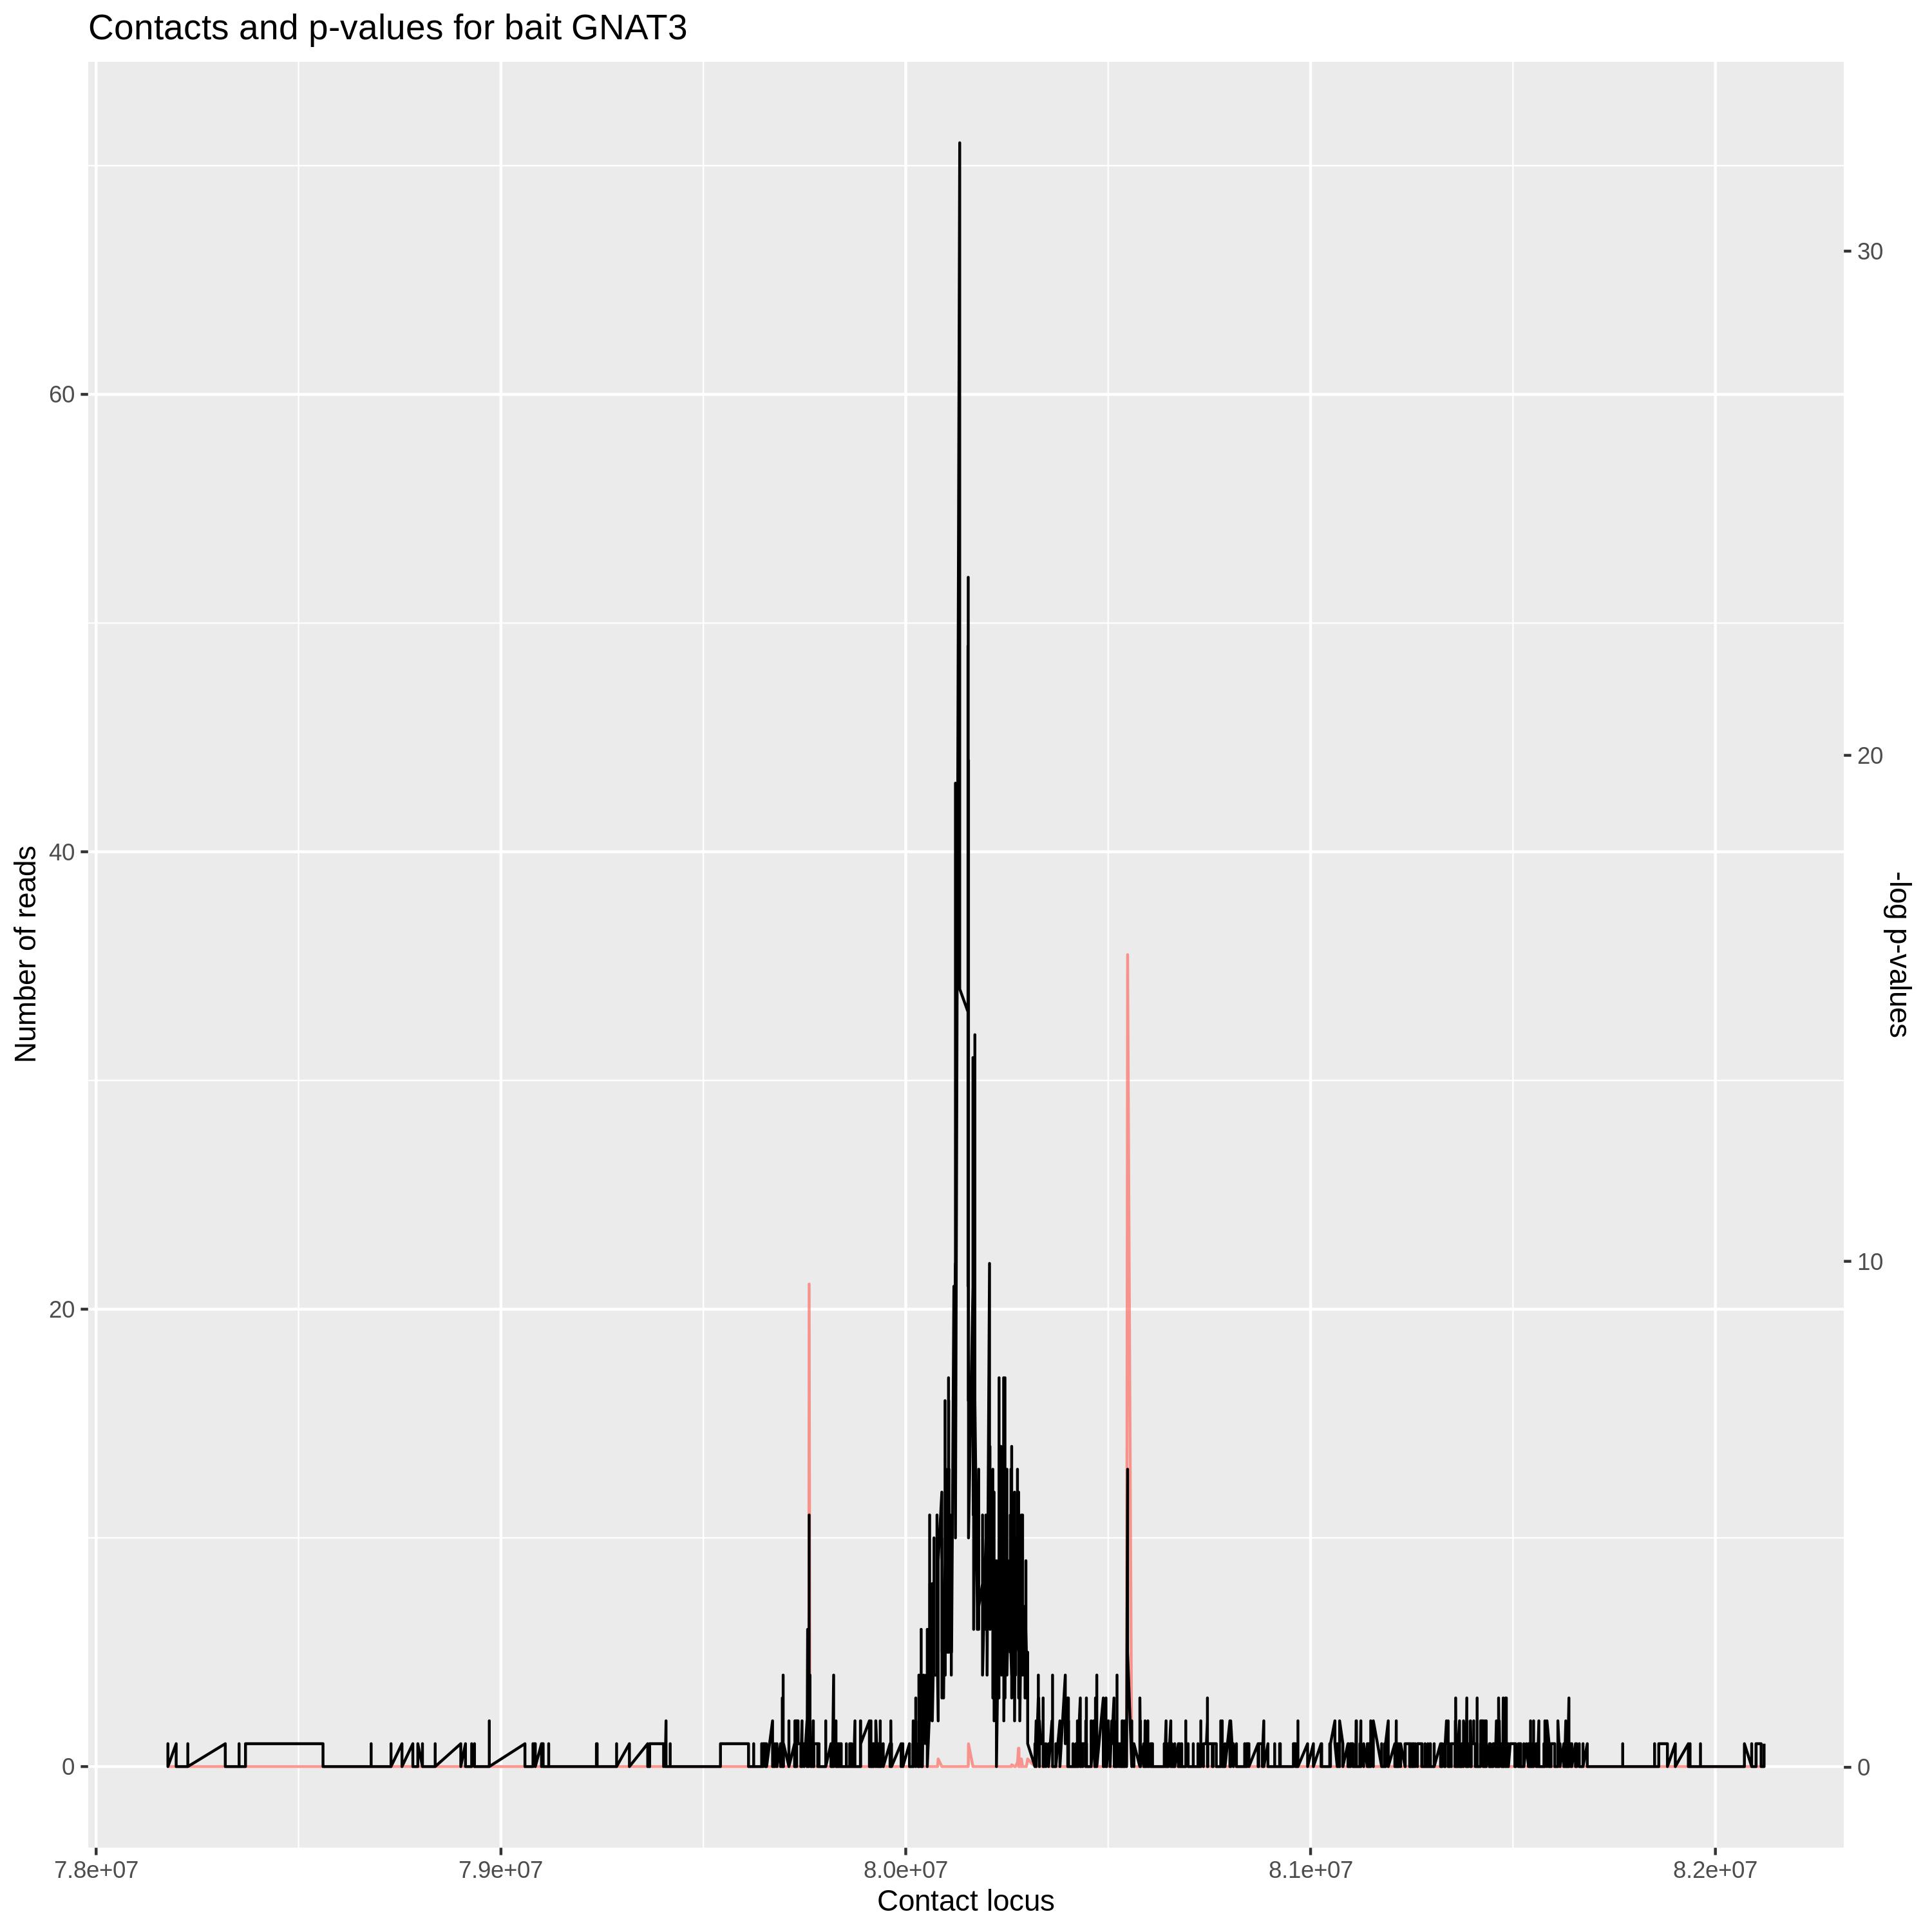 Contacts and p-values for bait GNAT3
Number of reads
60
40
20
0
30
20
10
0
-log p-values
7.8e+07
7.9e+07
8.0e+07
8.1e+07
8.2e+07
Contact locus